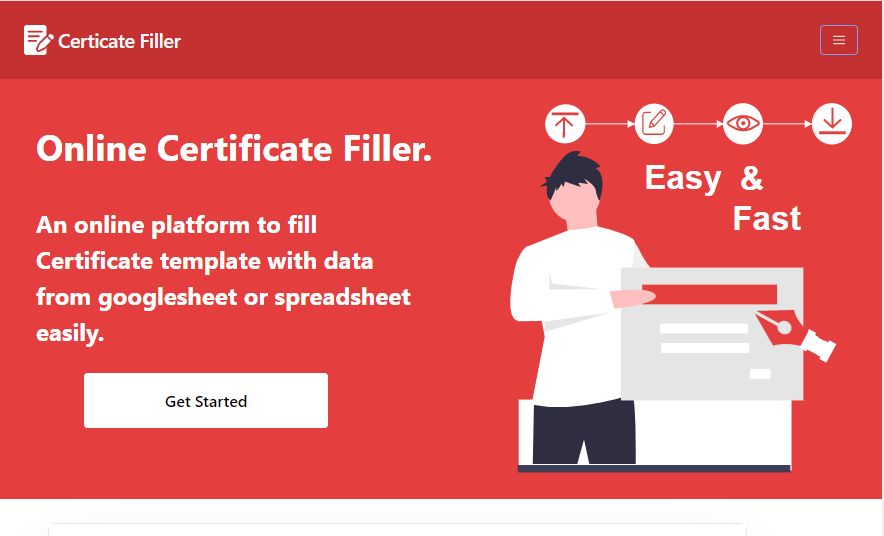 Certicate Filler
Online Certificate Filler.
Easy &
Fast
An online platform to fill
Certificate template with data
from googlesheet or spreadsheet
easily.
Get Started